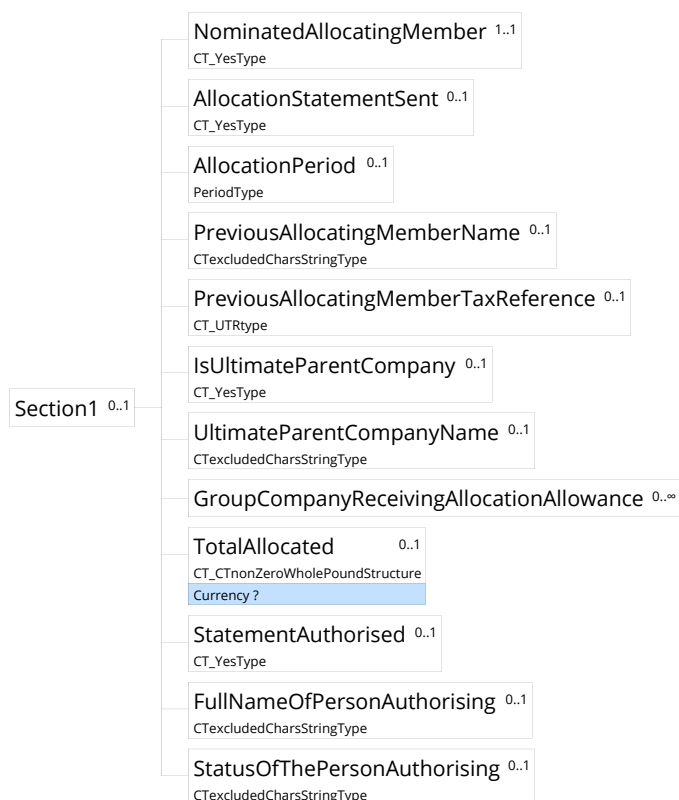 NominatedAllocatingMember 1..1
CT_YesType
AllocationStatementSent 0..1
CT_YesType
AllocationPeriod 0..1
PeriodType
PreviousAllocatingMemberName 0..1
CTexcludedCharsStringType
PreviousAllocatingMemberTaxReference 0..1
CT_UTRtype
IsUltimateParentCompany 0..1
CT_YesType
Section1 0..1
UltimateParentCompanyName 0..1
CTexcludedCharsStringType
GroupCompanyReceivingAllocationAllowance 0..∞
TotalAllocated 0..1
CT_CTnonZeroWholePoundStructure
Currency ?
StatementAuthorised 0..1
CT_YesType
FullNameOfPersonAuthorising 0..1
CTexcludedCharsStringType
StatusOfThePersonAuthorising 0..1
CTexcludedCharsStringType